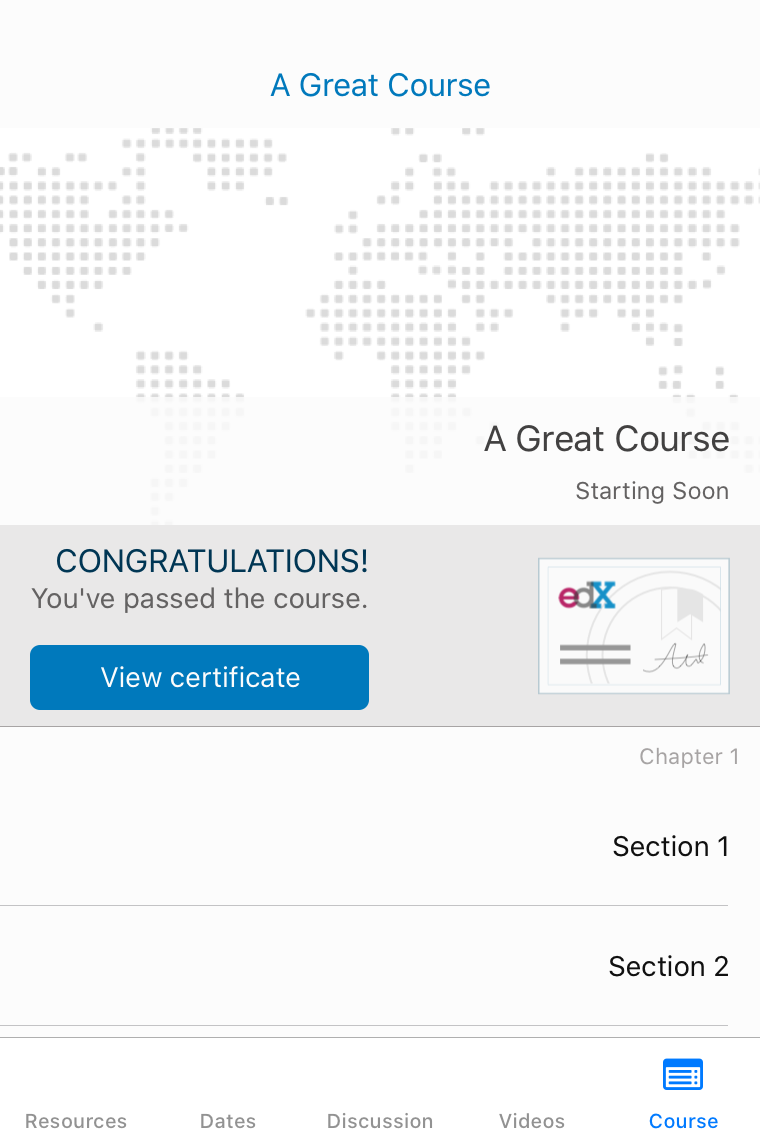 A Great Course
A Great Course
Starting Soon
CONGRATULATIONS!
You've passed the course.
View certificate
edX
Chapter 1
Section 1
Section 2
Resources
Dates
Discussion
Videos
Course